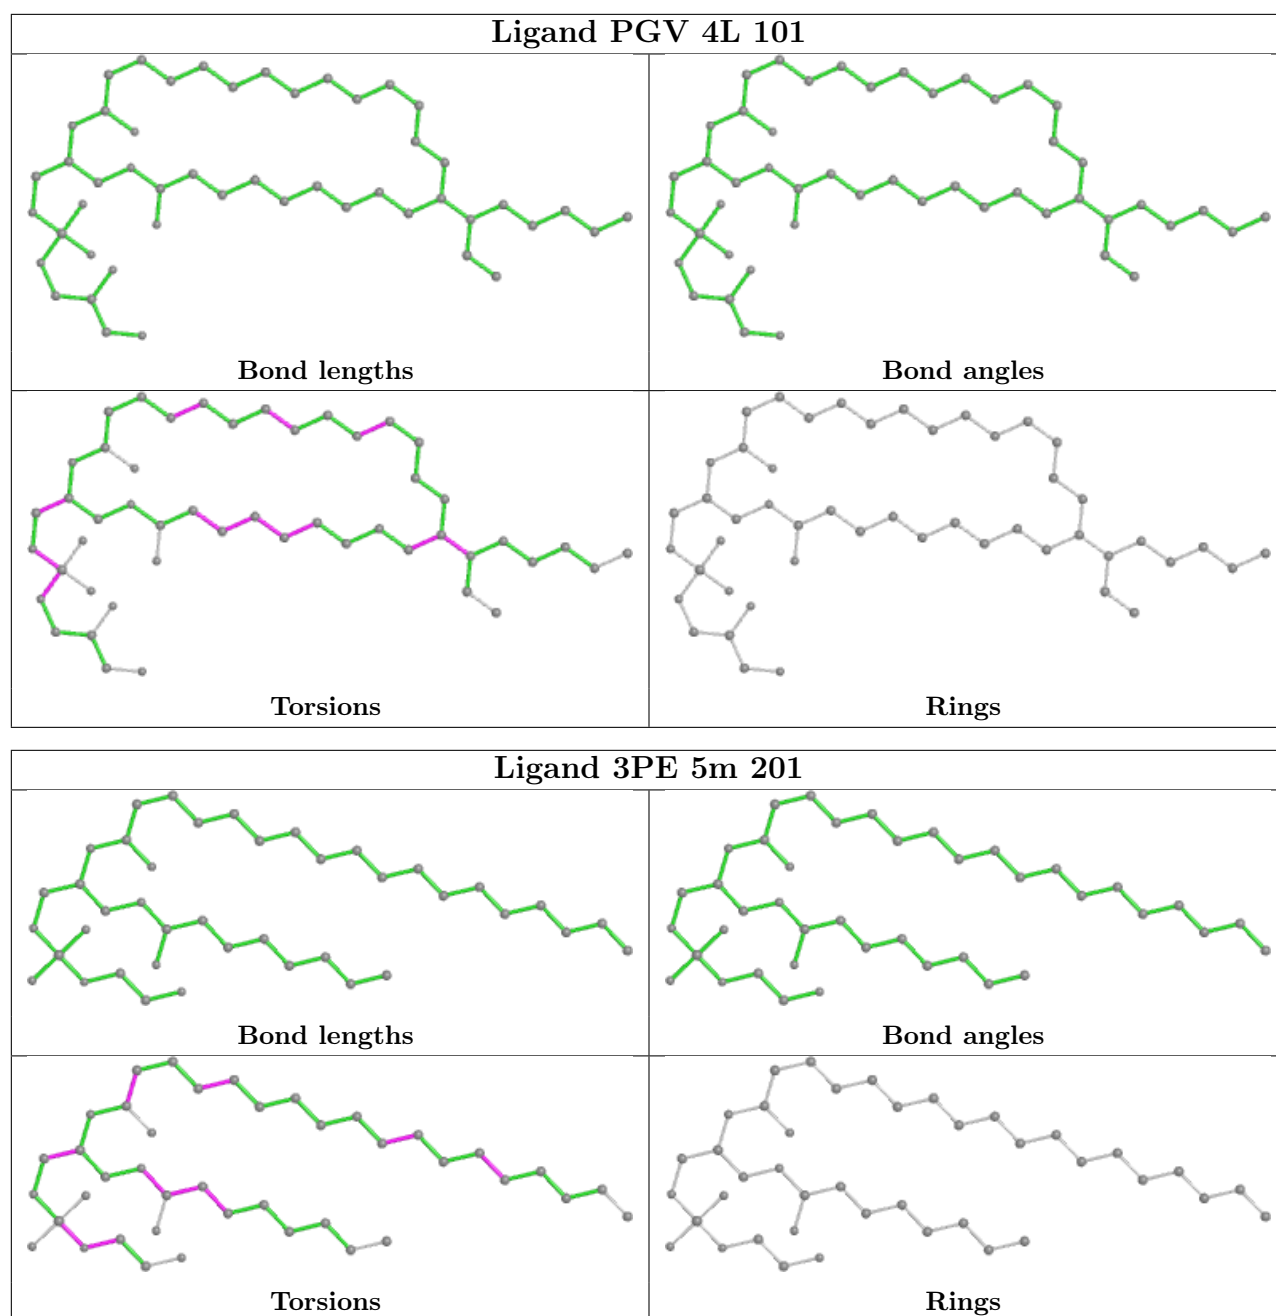 Ligand PGV 4L 101
Bond lengths
Bond angles
Torsions
Rings
Ligand 3PE 5m 201
Bond lengths
Bond angles
Torsions
Rings